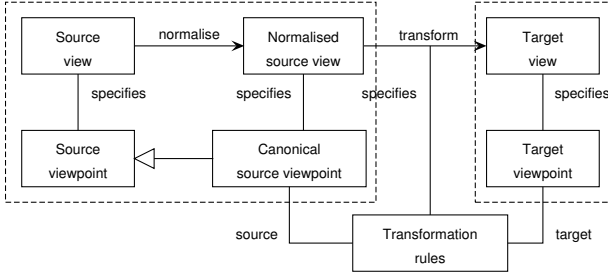 Source
view
normalise
Normalised
source view
transform
Target
view
specifies
specifies
specifies
specifies
Source
viewpoint
Canonical
source viewpoint
Target
viewpoint
source
Transformation
rules
target